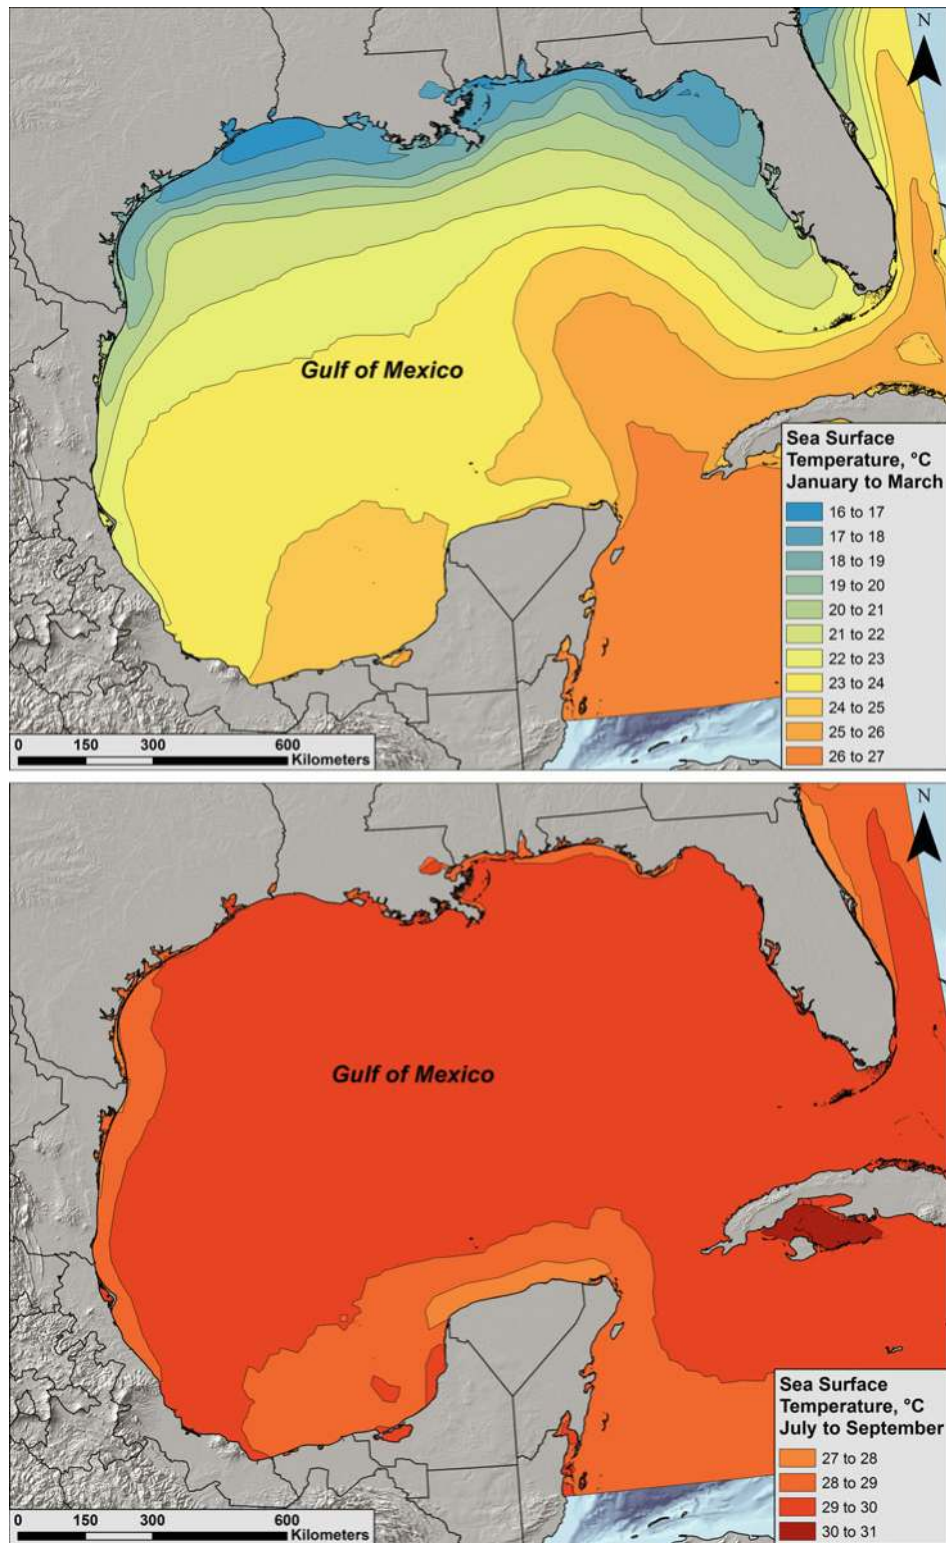 N
Gulf of Mexico
Sea Surface
Temperature, °C
January to March
16 to 17
17 to 18
18 to 19
19 to 20
20 to 21
21 to 22
22 to 23
23 to 24
24 to 25
25 to 26
26 to 27
0 150 300 600
Kilometers
N
Gulf of Mexico
Sea Surface
Temperature, °C
July to September
27 to 28
28 to 29
29 to 30
30 to 31
0 150 300 600
Kilometers